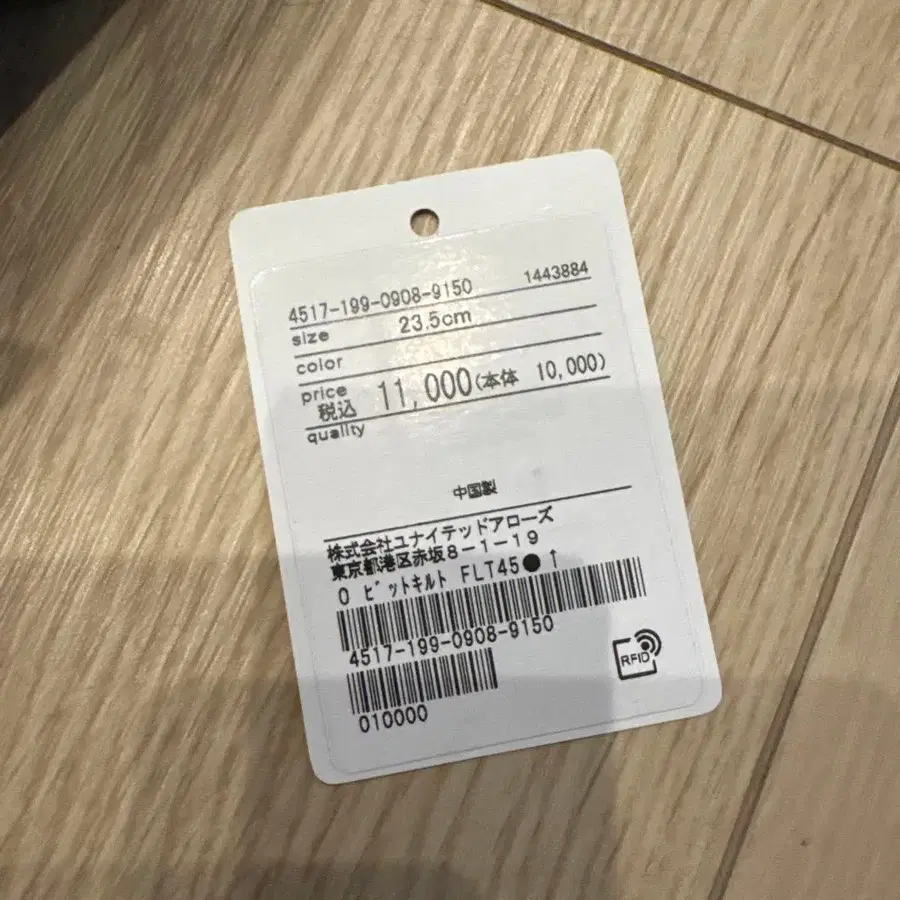 4517-199-0908-9150 1443884
size 23.5cm
color
price
税込 11,000(本体 10,000)
quality
中国製
株式会社ユナイテッドアローズ
東京都港区赤坂8-1-19
O ビットキルト FLT45● ↑
4517-199-0908-9150
010000
RFID